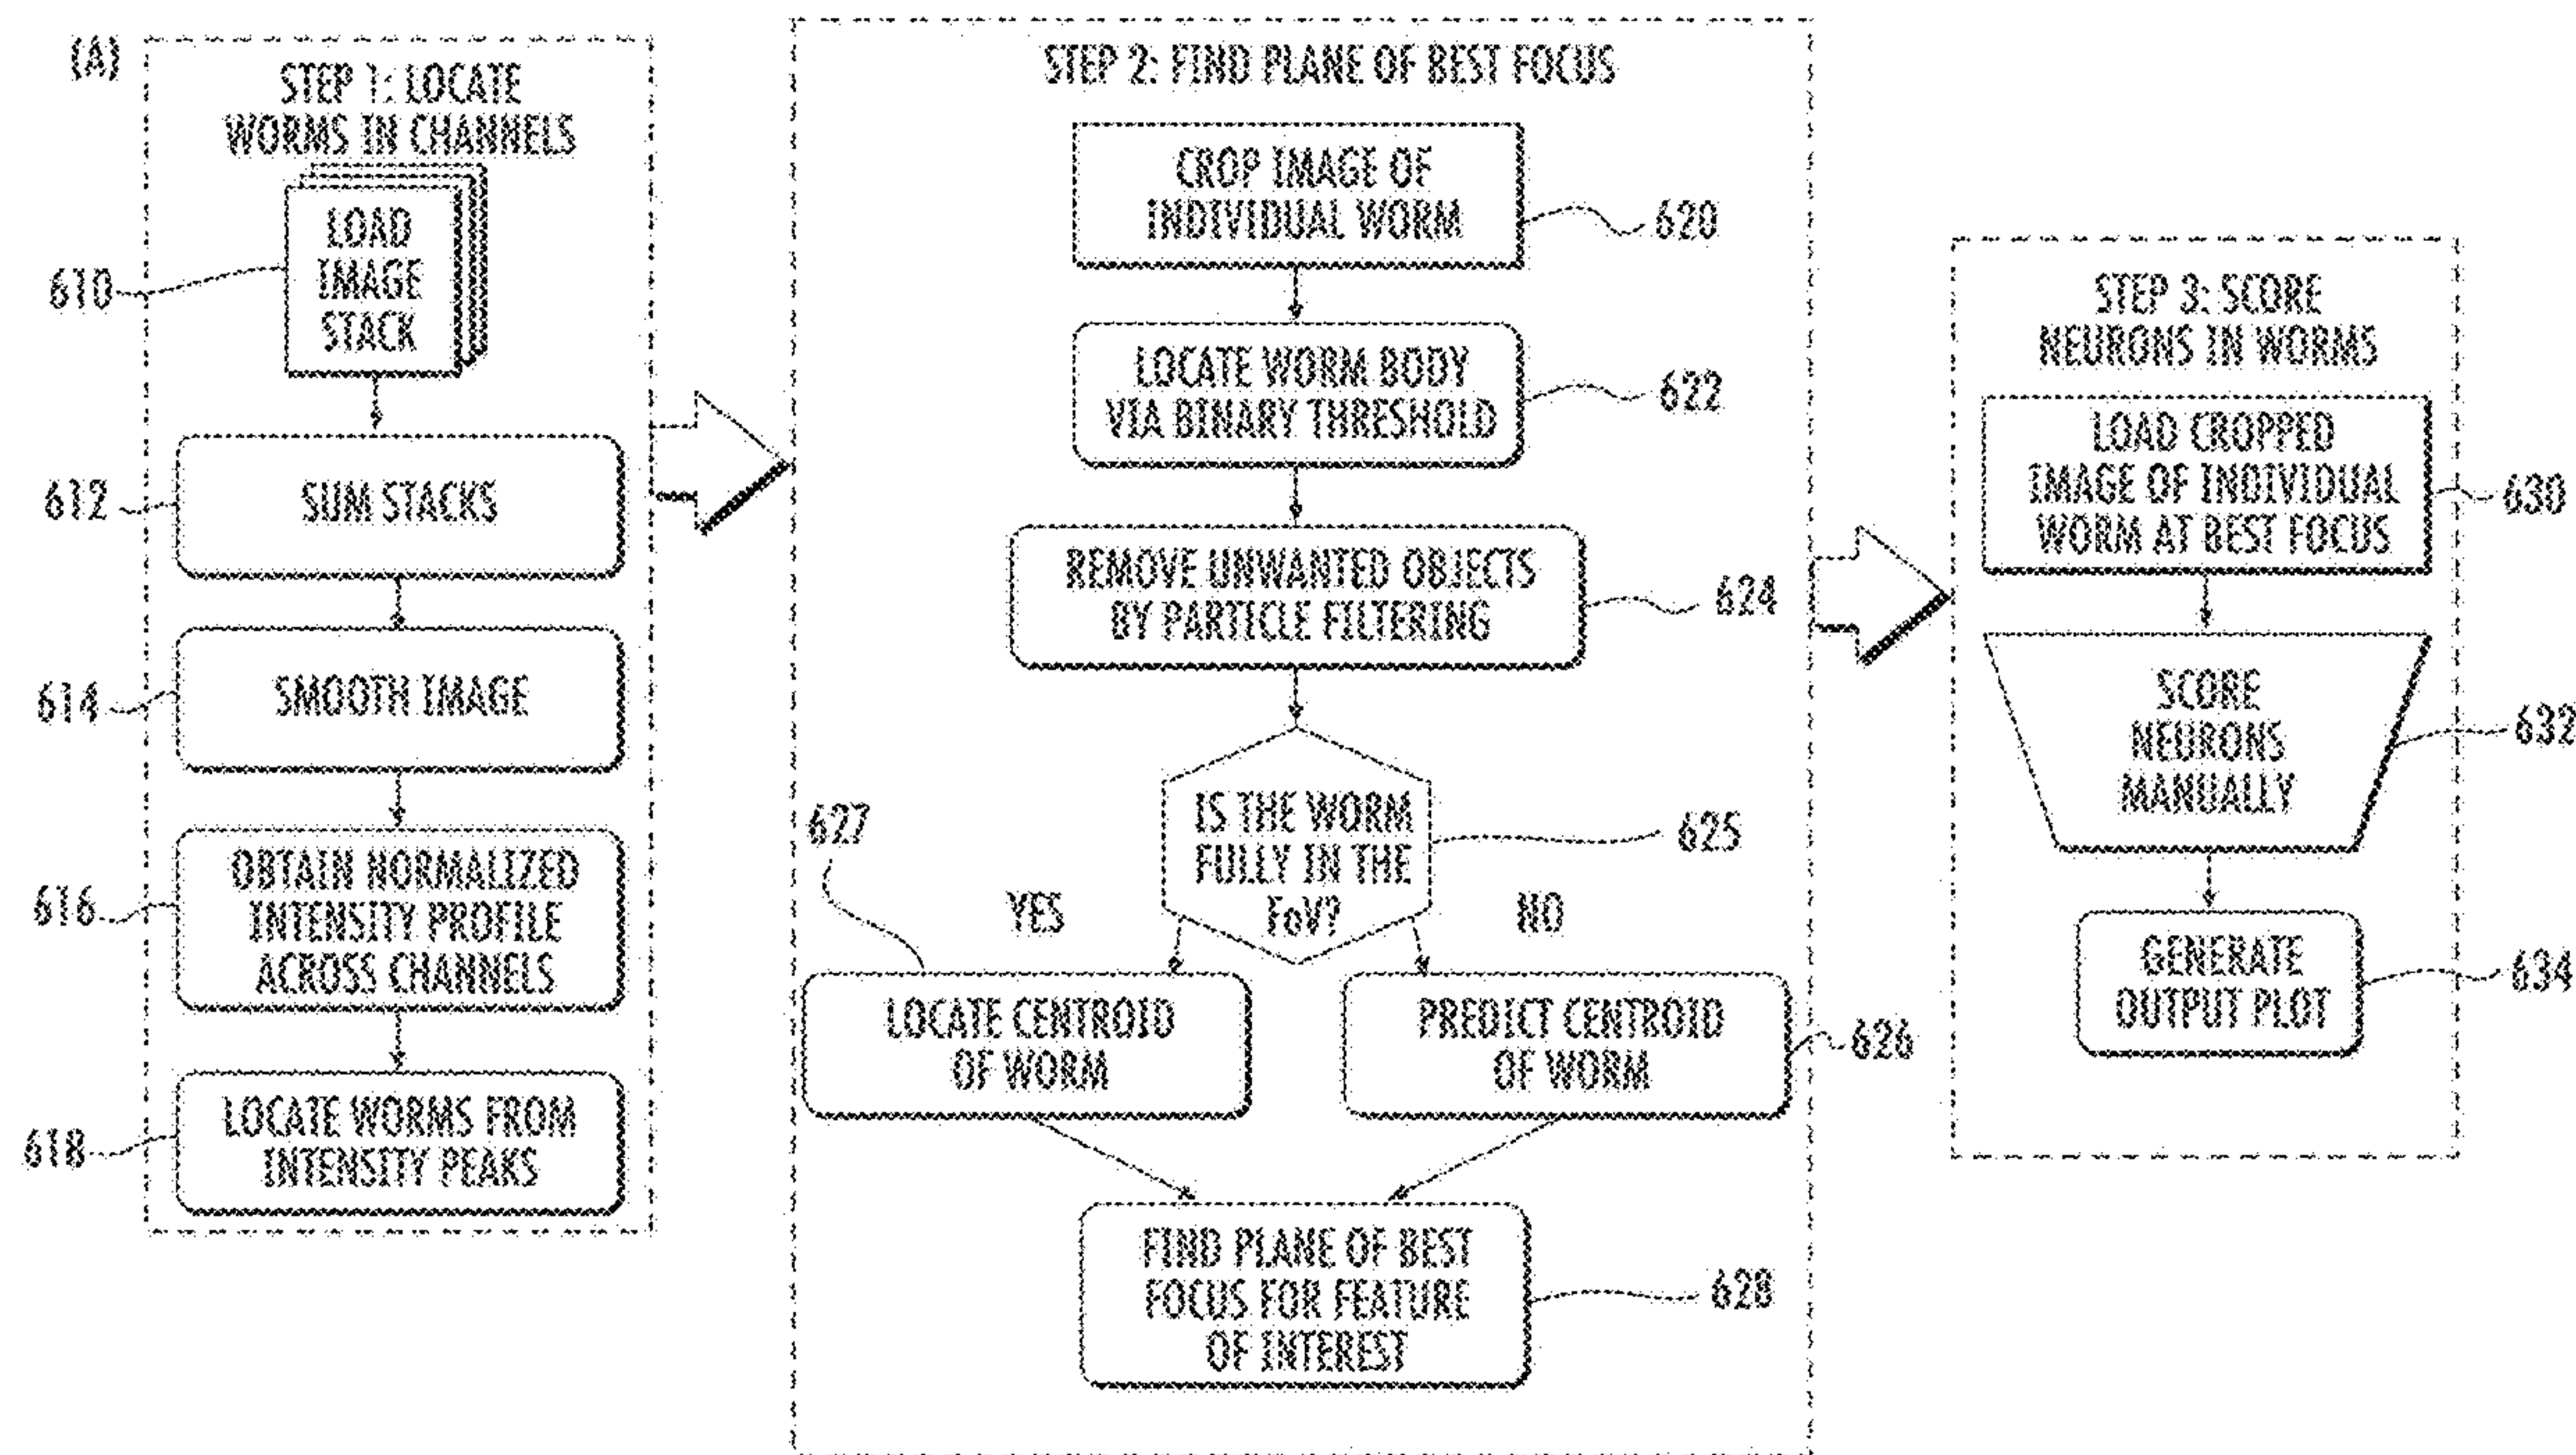 (A)
STEP 1: LOCATE
WORMS IN CHANNELS
LOAD
IMAGE
STACK
610
SUM STACKS
612
SMOOTH IMAGE
614
OBTAIN NORMALIZED
INTENSITY PROFILE
ACROSS CHANNELS
616
LOCATE WORMS FROM
INTENSITY PEAKS
618
STEP 2: FIND PLANE OF BEST FOCUS
CROP IMAGE OF
INDIVIDUAL WORM
620
LOCATE WORM BODY
VIA BINARY THRESHOLD
622
REMOVE UNWANTED OBJECTS
BY PARTICLE FILTERING
624
IS THE WORM
FULLY IN THE
FoV?
625
YES
NO
627
LOCATE CENTROID
OF WORM
PREDICT CENTROID
OF WORM
626
FIND PLANE OF BEST
FOCUS FOR FEATURE
OF INTEREST
628
STEP 3: SCORE
NEURONS IN WORMS
LOAD CROPPED
IMAGE OF INDIVIDUAL
WORM AT BEST FOCUS
630
SCORE
NEURONS
MANUALLY
632
GENERATE
OUTPUT PLOT
634